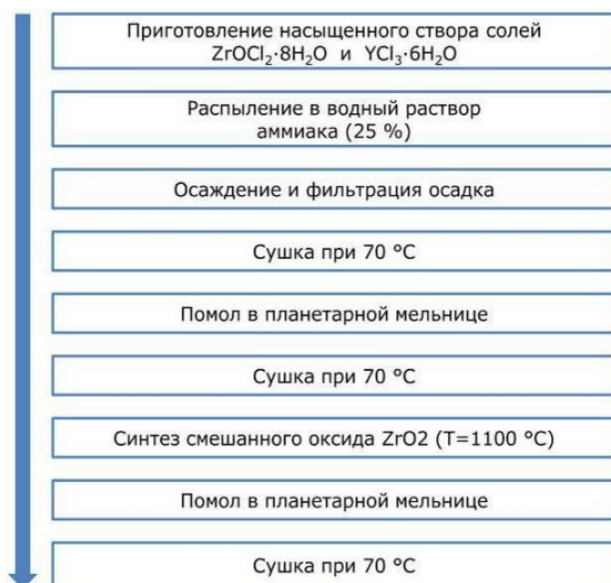 Приготовление насыщенного створа солей
ZrOCl₂·8H₂O и YCl₃·6H₂O
Распыление в водный раствор
аммиака (25 %)
Осаждение и фильтрация осадка
Сушка при 70 °C
Помол в планетарной мельнице
Сушка при 70 °C
Синтез смешанного оксида ZrO2 (T=1100 °C)
Помол в планетарной мельнице
Сушка при 70 °C